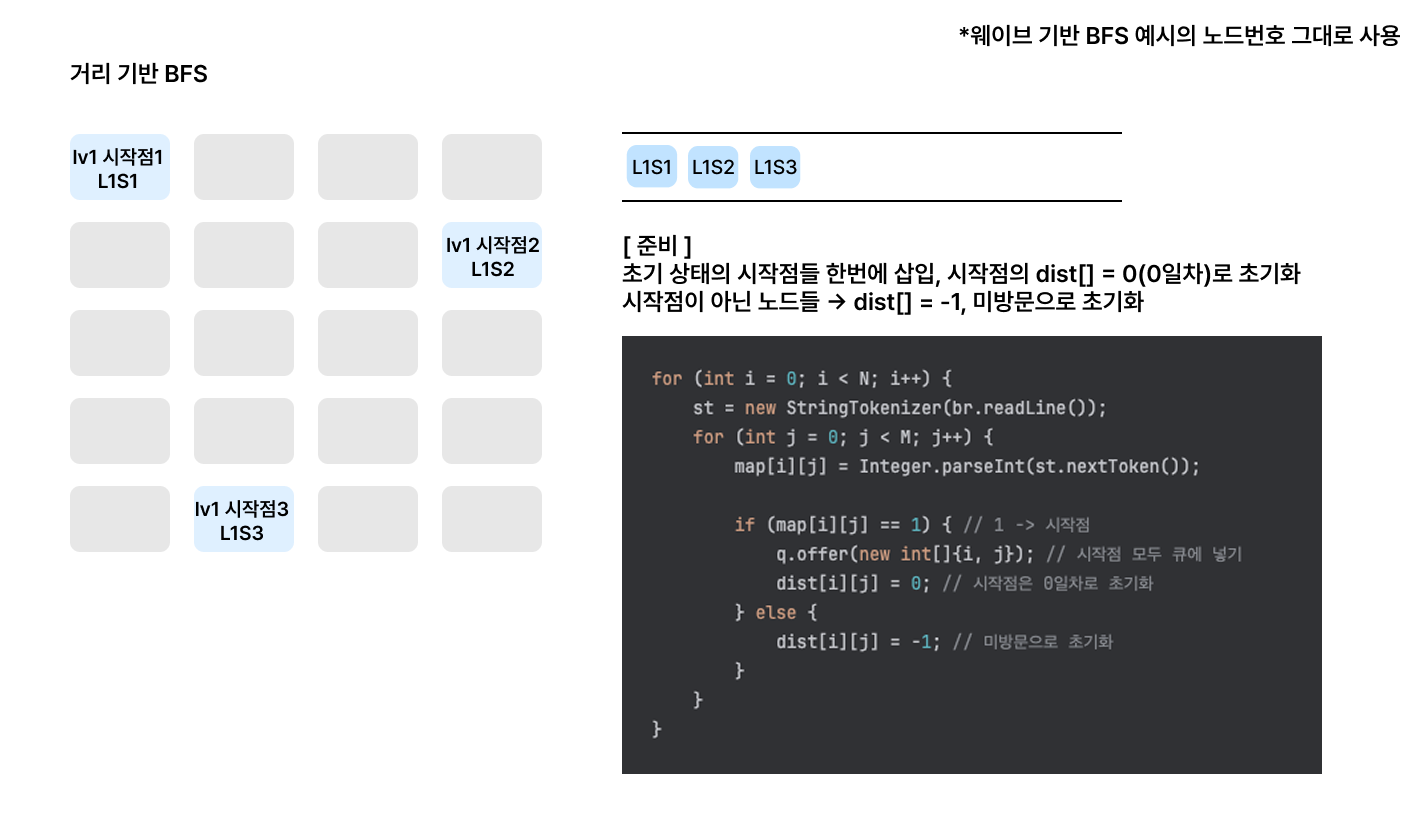 *웨이브 기반 BFS 예시의 노드번호 그대로 사용
거리 기반 BFS
lv1 시작점1
L1S1
lv1 시작점2
L1S2
lv1 시작점3
L1S3
L1S1 L1S2 L1S3
[ 준비 ]
초기 상태의 시작점들 한번에 삽입, 시작점의 dist[] = 0(0일차)로 초기화
시작점이 아닌 노드들 → dist[] = -1, 미방문으로 초기화
for (int i = 0; i < N; i++) {
    st = new StringTokenizer(br.readLine());
    for (int j = 0; j < M; j++) {
        map[i][j] = Integer.parseInt(st.nextToken());
        if (map[i][j] == 1) { // 1 -> 시작점
            q.offer(new int[]{i, j}); // 시작점 모두 큐에 넣기
            dist[i][j] = 0; // 시작점은 0일차로 초기화
        } else {
            dist[i][j] = -1; // 미방문으로 초기화
        }
    }
}